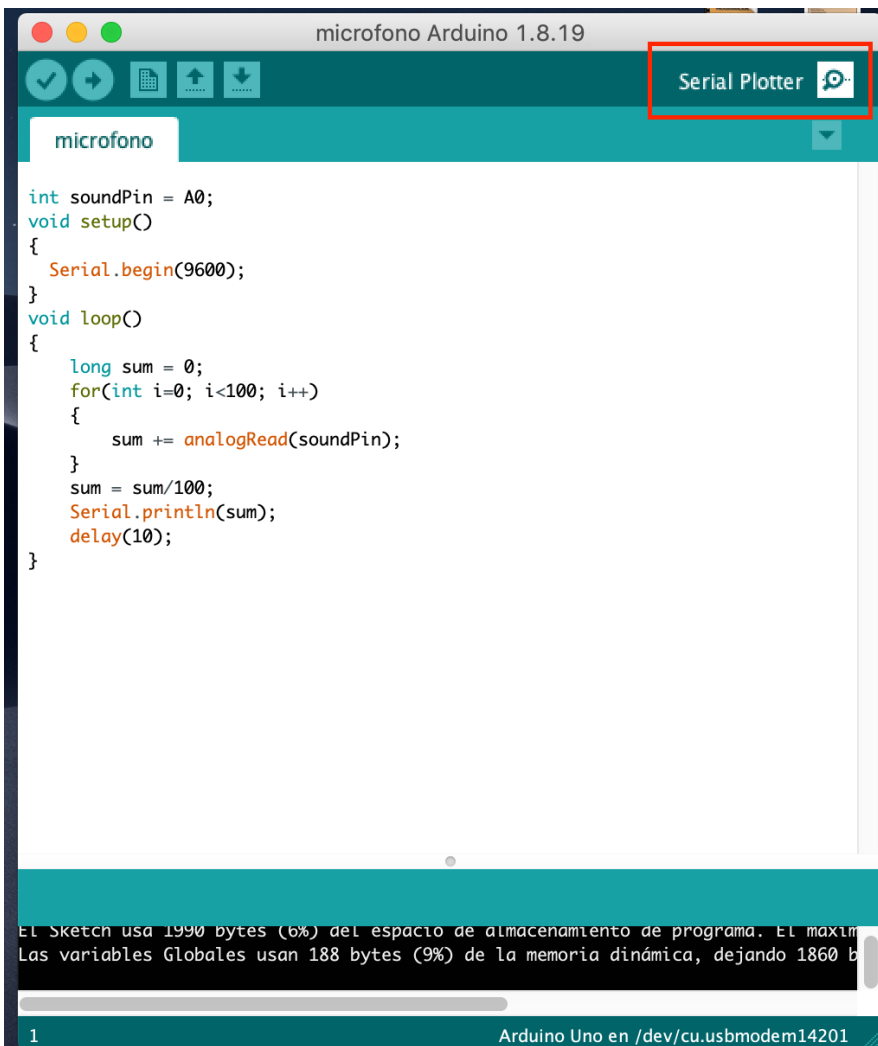 microfono Arduino 1.8.19
Serial Plotter
microfono
int soundPin = A0;
void setup()
{
  Serial.begin(9600);
}
void loop()
{
    long sum = 0;
    for(int i=0; i<100; i++)
    {
        sum += analogRead(soundPin);
    }
    sum = sum/100;
    Serial.println(sum);
    delay(10);
}
El Sketch usa 1990 bytes (6%) del espacio de almacenamiento de programa. El máxim
Las variables Globales usan 188 bytes (9%) de la memoria dinámica, dejando 1860 b
1
Arduino Uno en /dev/cu.usbmodem14201